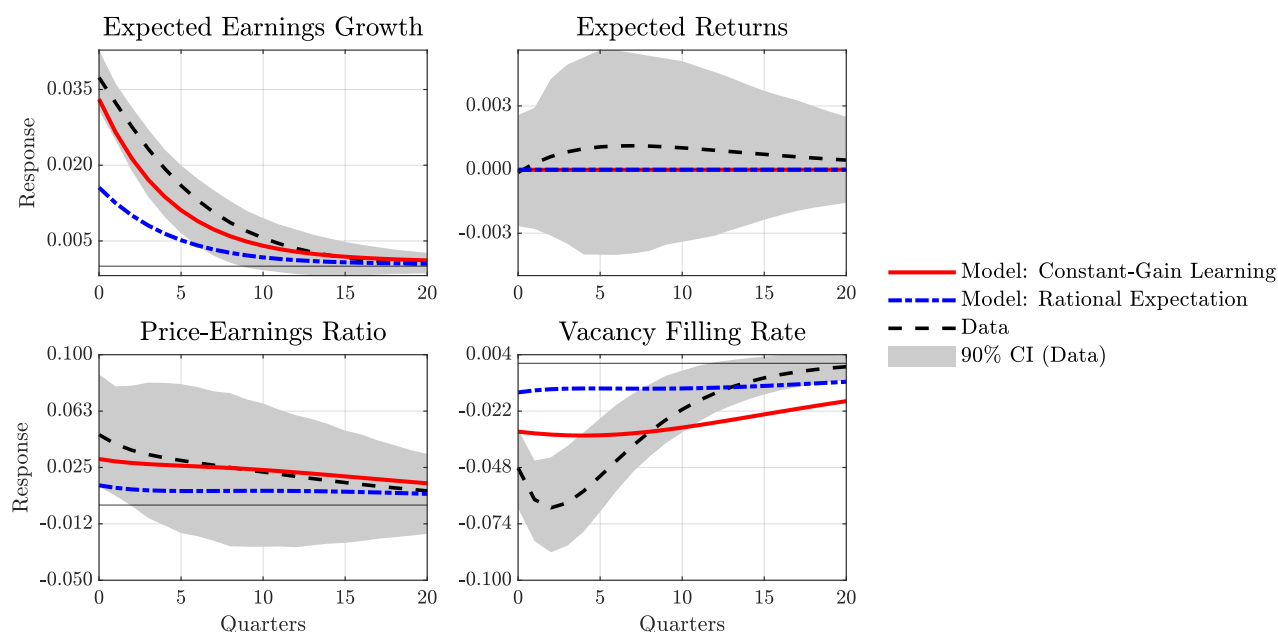 Expected Earnings Growth
Response
0.035
0.020
0.005
0 5 10 15 20
Expected Returns
0.003
0.000
-0.003
0 5 10 15 20
Price-Earnings Ratio
Response
0.100
0.063
0.025
-0.012
-0.050
0 5 10 15 20
Quarters
Vacancy Filling Rate
0.004
-0.022
-0.048
-0.074
-0.100
0 5 10 15 20
Quarters
Model: Constant-Gain Learning
Model: Rational Expectation
Data
90% CI (Data)